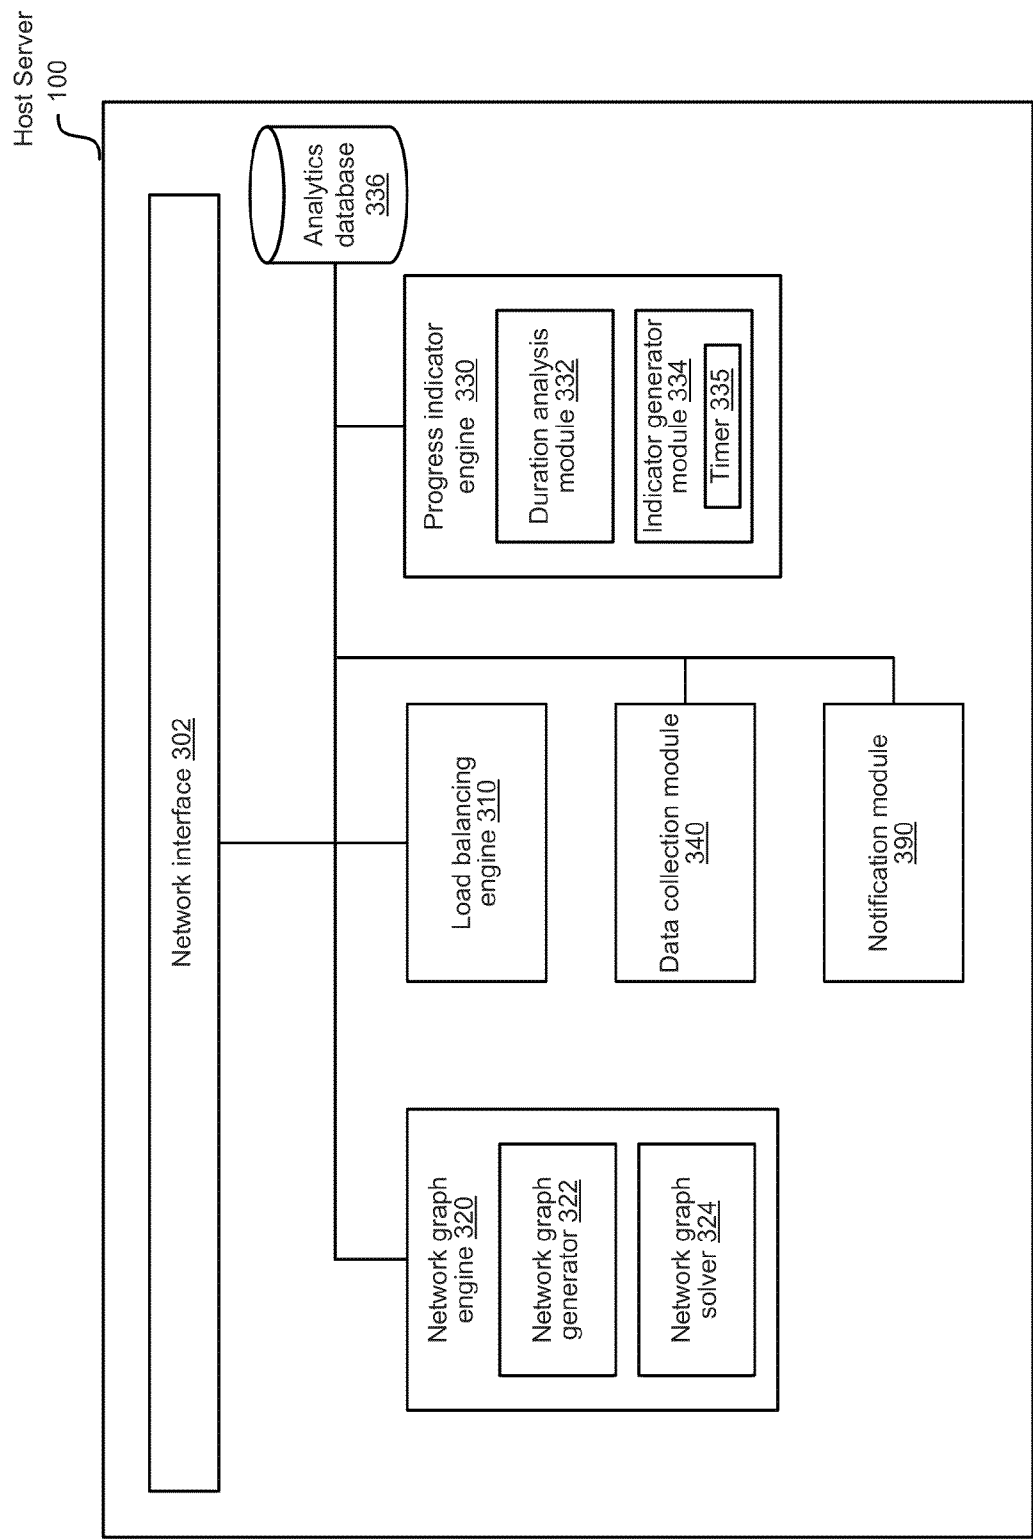 Host Server
100
Network interface 302
Analytics
database
336
Network graph
engine 320
Network graph
generator 322
Network graph
solver 324
Load balancing
engine 310
Data collection module
340
Notification module
390
Progress indicator
engine 330
Duration analysis
module 332
Indicator generator
module 334
Timer 335